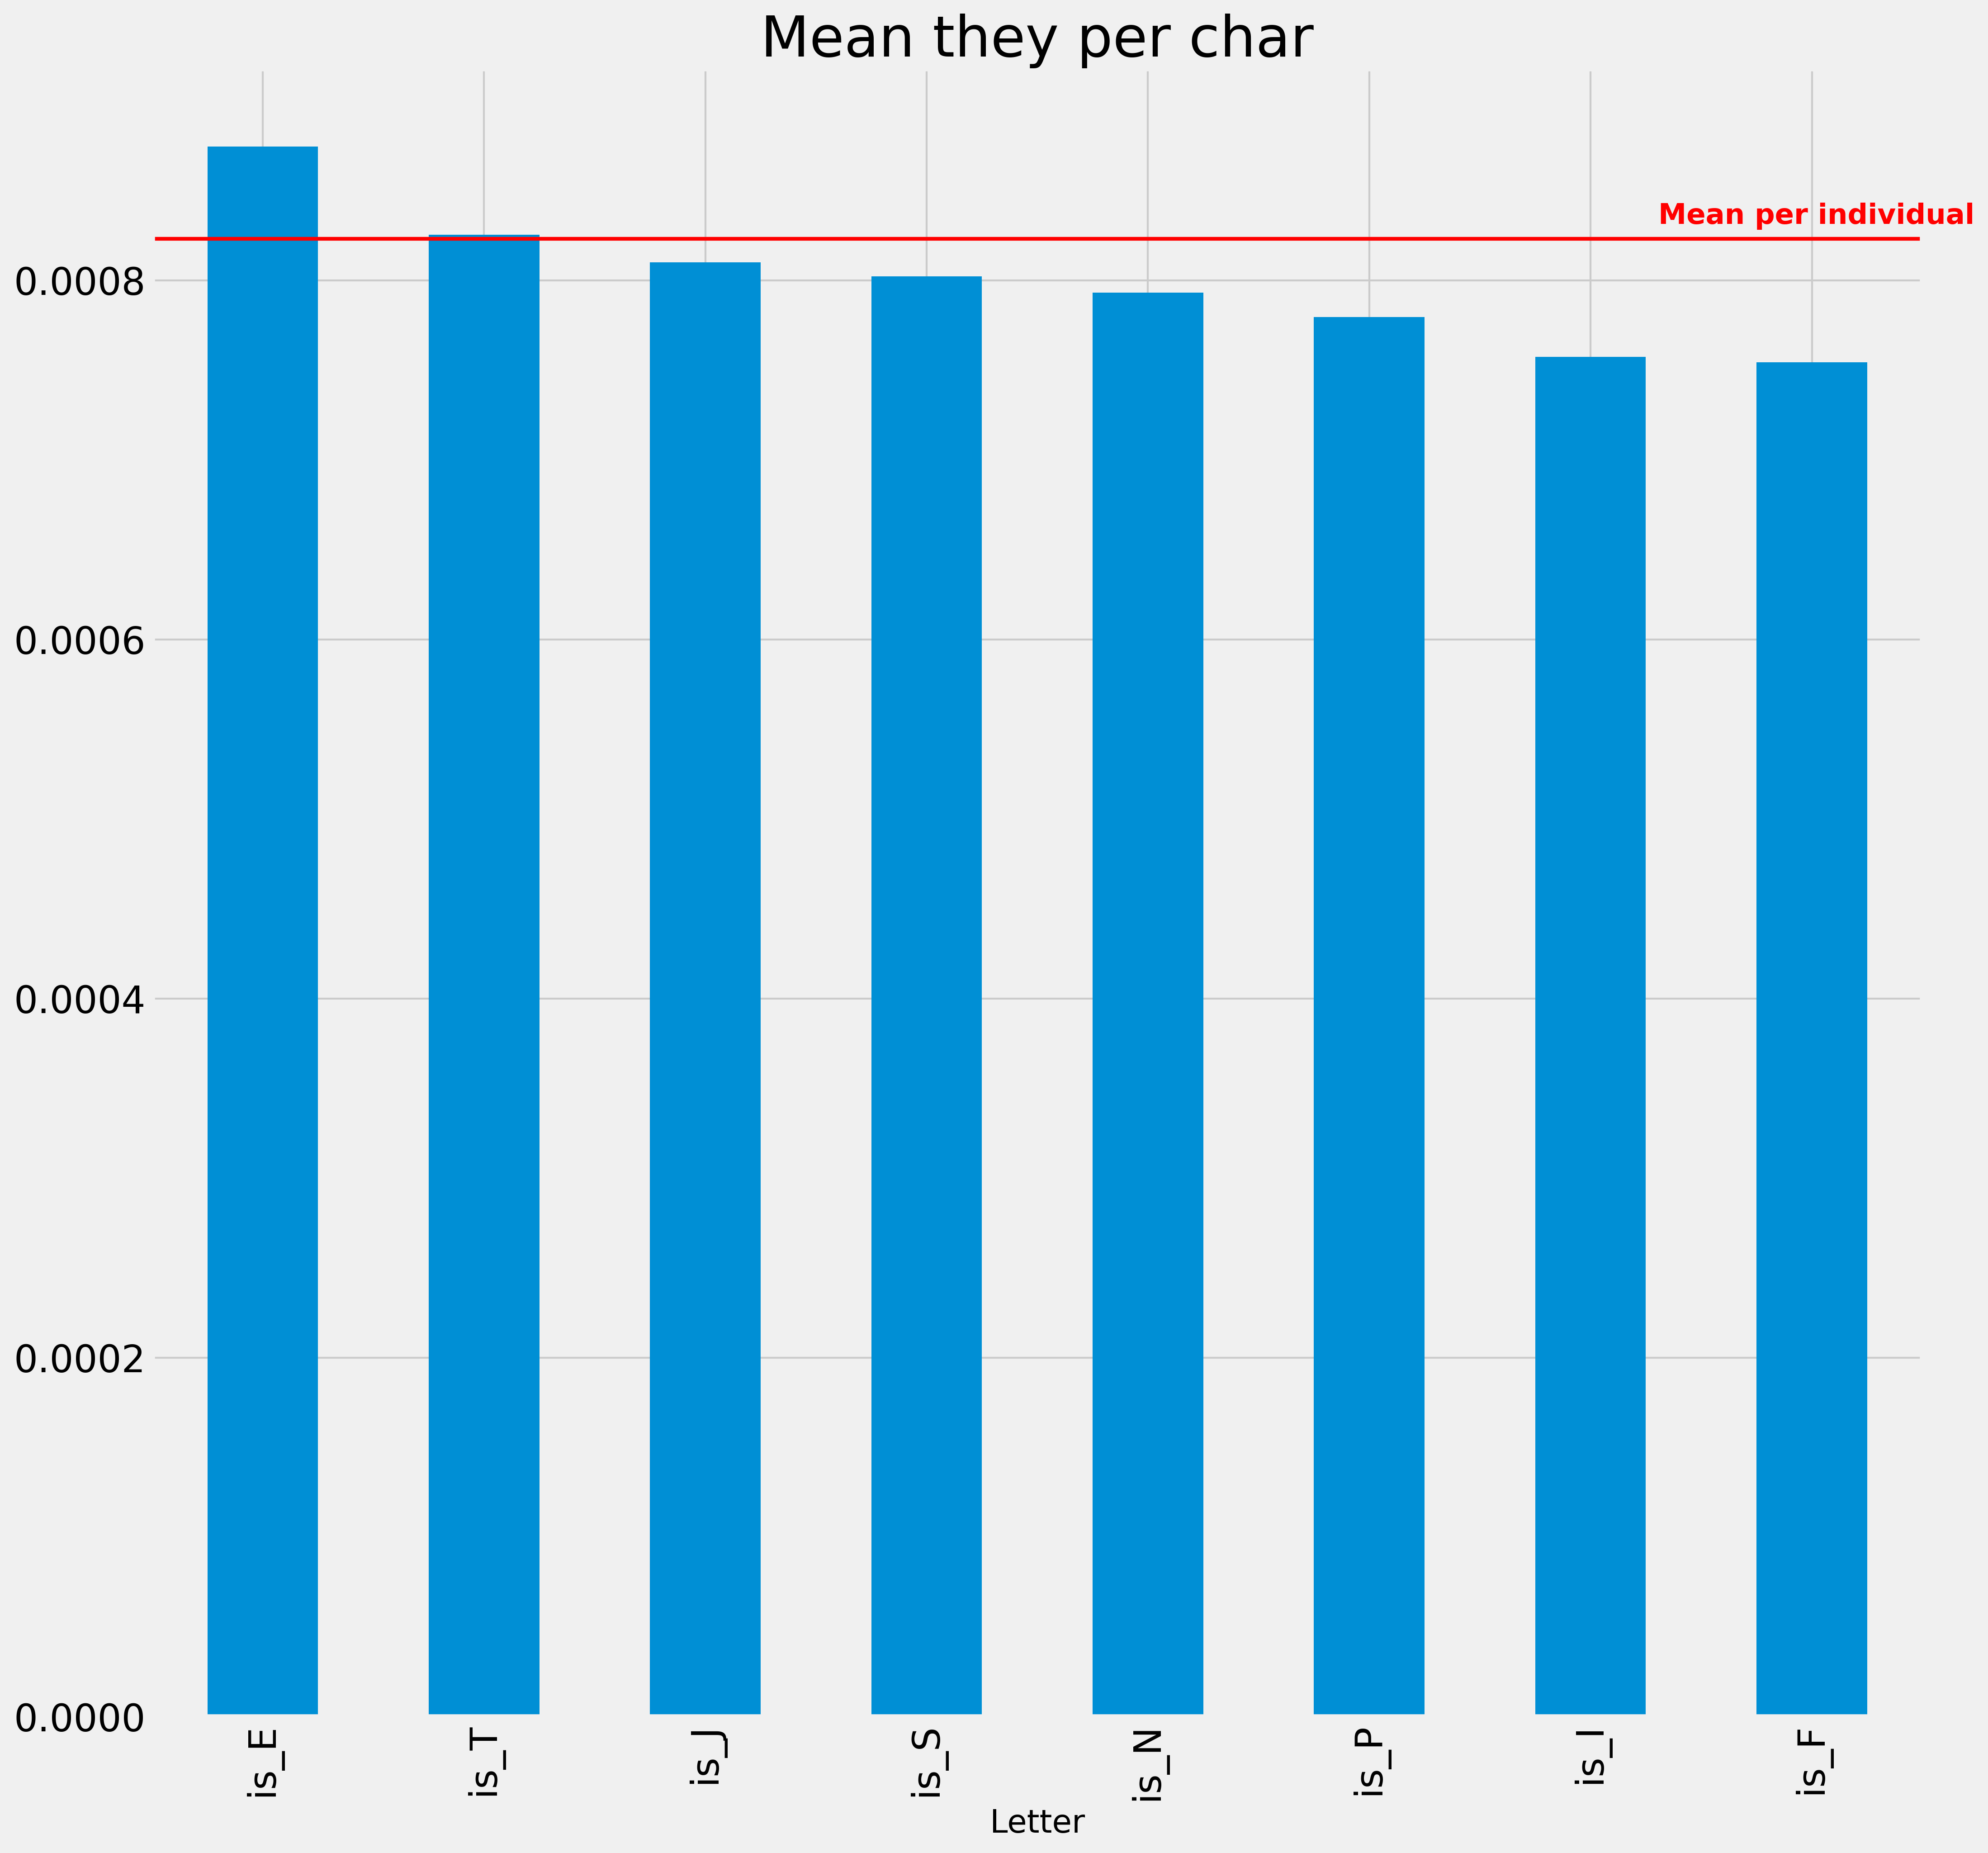 Mean they per char
Mean per individual
0.0008
0.0006
0.0004
0.0002
0.0000
is_E
is_T
is_J
is_S
is_N
is_P
is_I
is_F
Letter